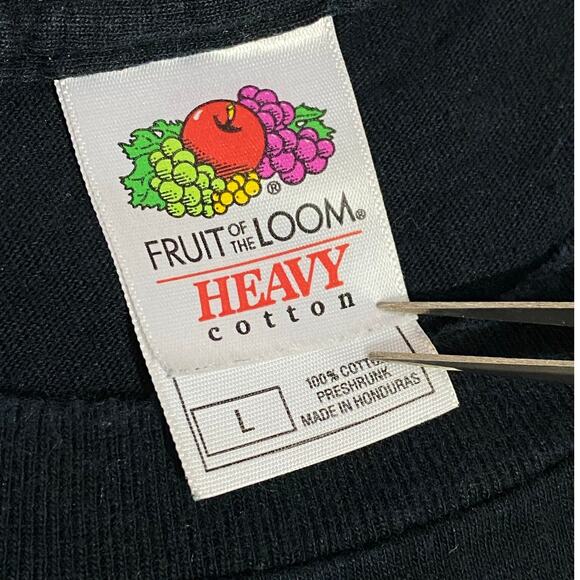 ®
FRUIT OF THE LOOM®
HEAVY
cotton
L
100% COTTON
PRESHRUNK
MADE IN HONDURAS